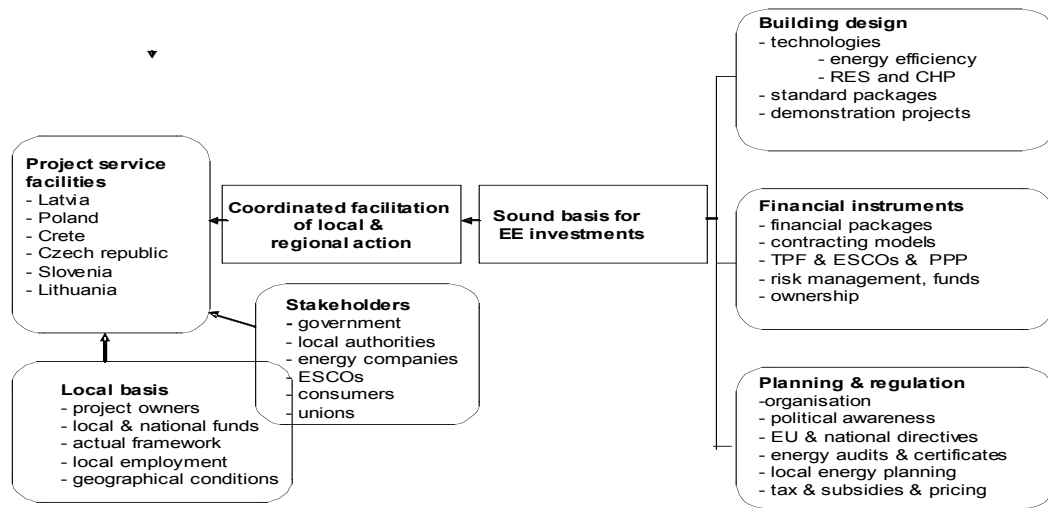 Building design
- technologies
- energy efficiency
- RES and CHP
- standard packages
- demonstration projects
Project service
facilities
- Latvia
- Poland
- Crete
- Czech republic
- Slovenia
- Lithuania
Coordinated facilitation
of local &
regional action
Sound basis for
EE investments
Financial instruments
- financial packages
- contracting models
- TPF & ESCOs & PPP
- risk management, funds
- ownership
Stakeholders
- government
- local authorities
- energy companies
- ESCOs
- consumers
- unions
Local basis
- project owners
- local & national funds
- actual framework
- local employment
- geographical conditions
Planning & regulation
-organisation
- political awareness
- EU & national directives
- energy audits & certificates
- local energy planning
- tax & subsidies & pricing